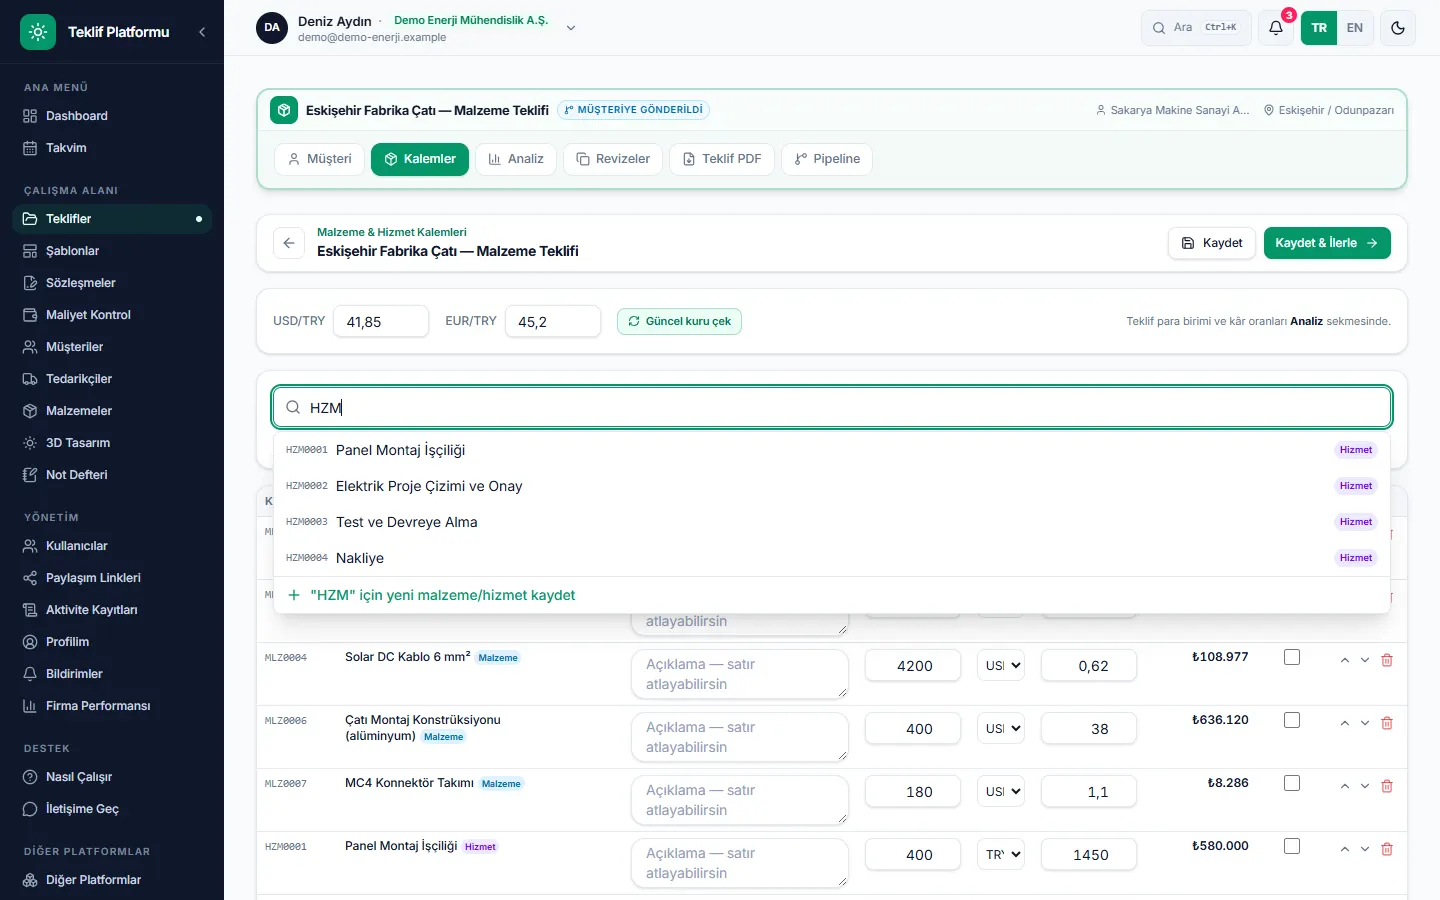 Teklif Platformu
ANA MENÜ
Dashboard
Takvim
ÇALIŞMA ALANI
Teklifler
Şablonlar
Sözleşmeler
Maliyet Kontrol
Müşteriler
Tedarikçiler
Malzemeler
3D Tasarım
Not Defteri
YÖNETİM
Kullanıcılar
Paylaşım Linkleri
Aktivite Kayıtları
Profilim
Bildirimler
Firma Performansı
DESTEK
Nasıl Çalışır
İletişime Geç
DİĞER PLATFORMLAR
Diğer Platformlar
DA
Deniz Aydın · Demo Enerji Mühendislik A.Ş.
demo@demo-enerji.example
Ara Ctrl+K
3
TR EN
Eskişehir Fabrika Çatı — Malzeme Teklifi MÜŞTERİYE GÖNDERİLDİ
Sakarya Makine Sanayi A... Eskişehir / Odunpazarı
Müşteri Kalemler Analiz Revizeler Teklif PDF Pipeline
Malzeme & Hizmet Kalemleri
Eskişehir Fabrika Çatı — Malzeme Teklifi
Kaydet Kaydet & İlerle
USD/TRY 41,85 EUR/TRY 45,2 Güncel kuru çek
Teklif para birimi ve kâr oranları Analiz sekmesinde.
HZM
HZM0001 Panel Montaj İşçiliği Hizmet
HZM0002 Elektrik Proje Çizimi ve Onay Hizmet
HZM0003 Test ve Devreye Alma Hizmet
HZM0004 Nakliye Hizmet
"HZM" için yeni malzeme/hizmet kaydet
atlayabilirsin
MLZ0004 Solar DC Kablo 6 mm² Malzeme Açıklama — satır atlayabilirsin 4200 0,62 ₺108.977
MLZ0006 Çatı Montaj Konstrüksiyonu (alüminyum) Malzeme Açıklama — satır atlayabilirsin 400 38 ₺636.120
MLZ0007 MC4 Konnektör Takımı Malzeme Açıklama — satır atlayabilirsin 180 1,1 ₺8.286
HZM0001 Panel Montaj İşçiliği Hizmet Açıklama — satır atlayabilirsin 400 1450 ₺580.000